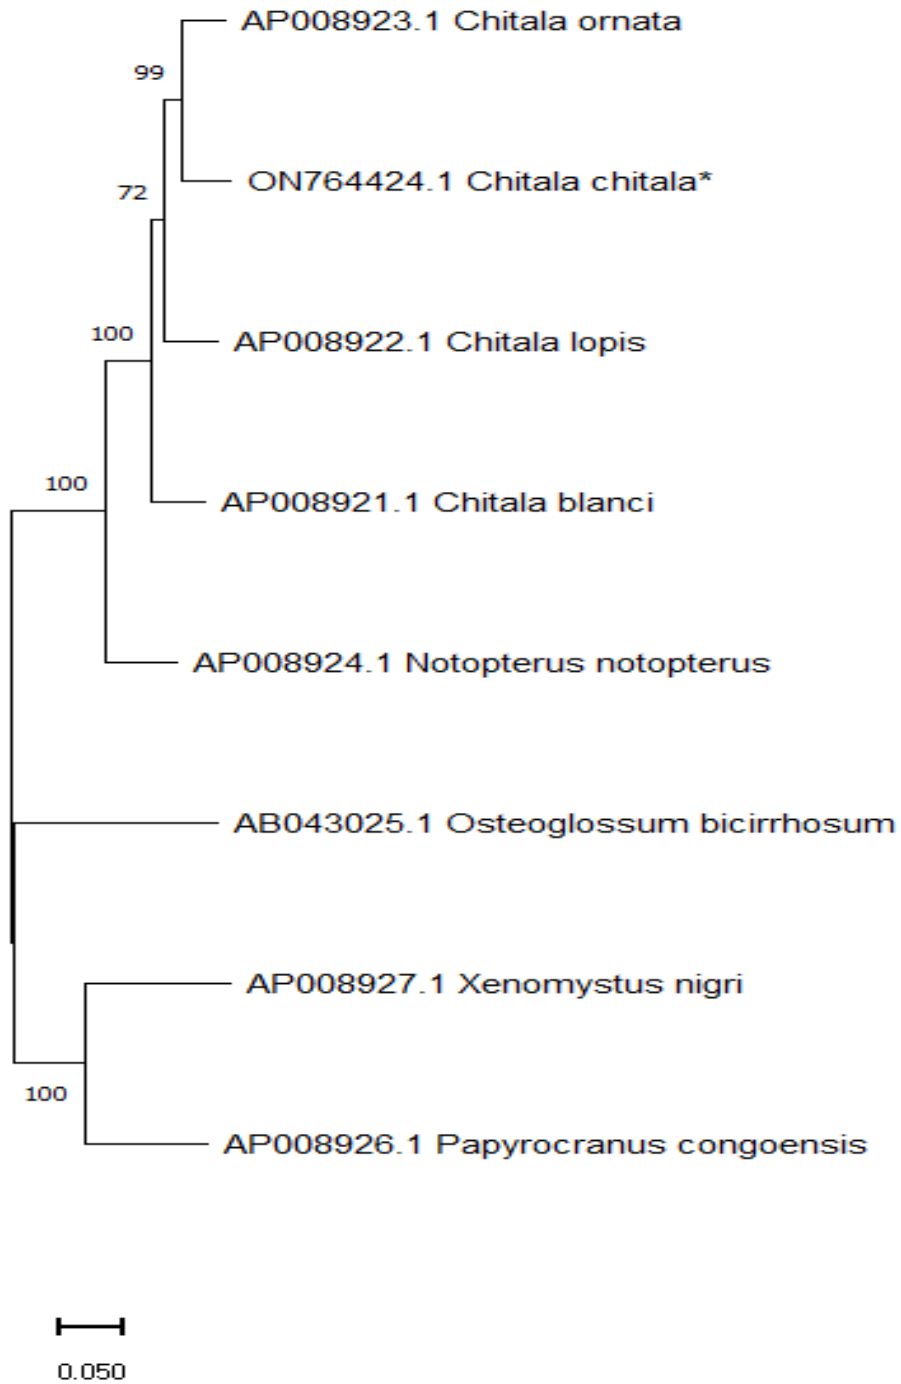 AP008923.1 Chitala ornata
99
ON764424.1 Chitala chitala*
72
100
AP008922.1 Chitala lopis
100
AP008921.1 Chitala blanci
AP008924.1 Notopterus notopterus
AB043025.1 Osteoglossum bicirrhosum
AP008927.1 Xenomystus nigri
100
AP008926.1 Papyrocranus congoensis
0.050